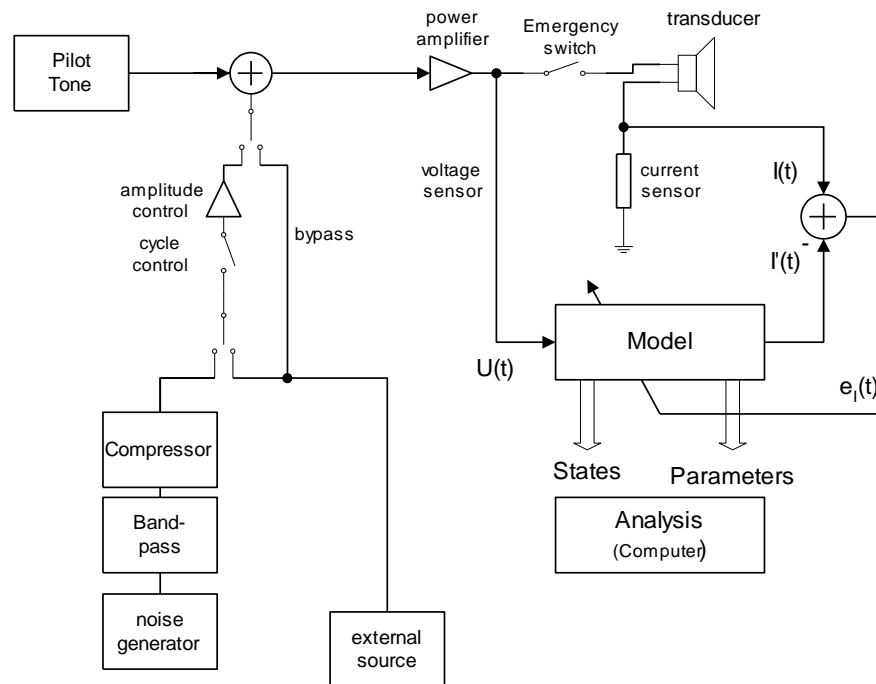 power
amplifier
Emergency
switch
transducer
Pilot
Tone
voltage
sensor
current
sensor
I(t)
amplitude
control
cycle
control
bypass
I'(t)
-
Model
U(t)
e_I(t)
Compressor
States
Parameters
Band-
pass
Analysis
(Computer)
noise
generator
external
source